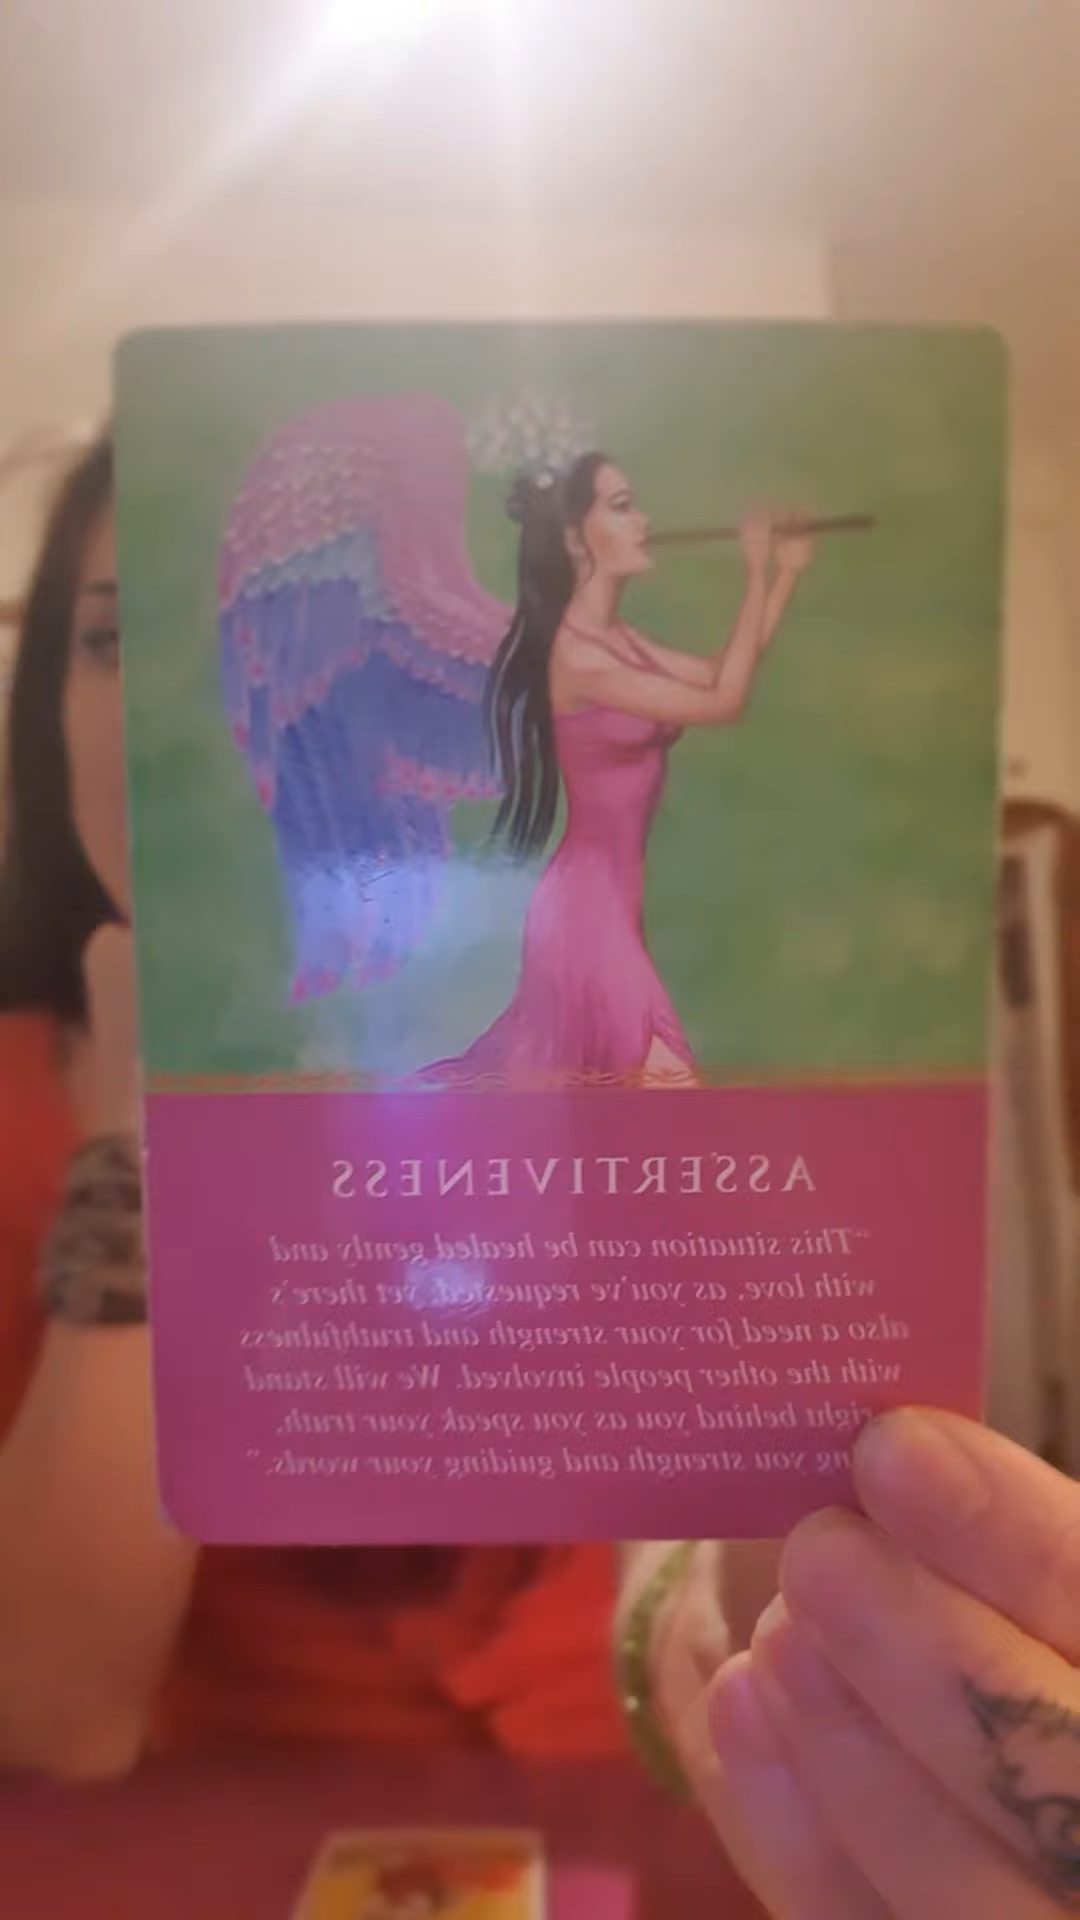 ASSERTIVENESS
"This situation can be healed gently and
with love, as you've requested, yet there's
also a need for your strength and truthfulness
with the other people involved. We will stand
right behind you as you speak your truth,
you strength and guiding your words."